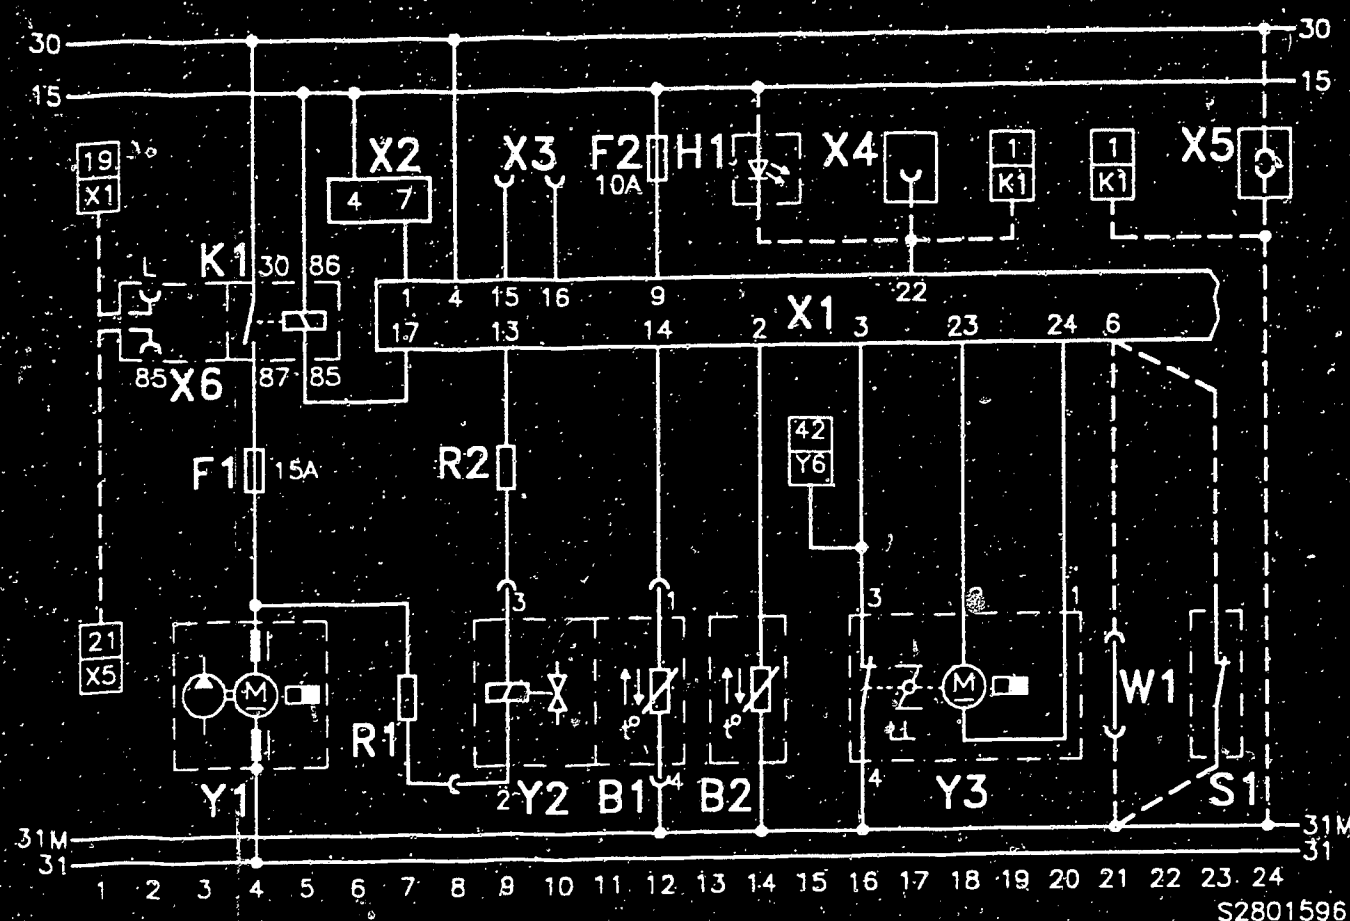 30 30
15 15
19 X2 X3 F2 H1 X4 1 1 X5
X1 10A K1 K1
4 7
L K1 30 86
1 4 15 16 9 X1 22
17 13 14 2 3 23 24 6
85 X6 87 85
F1 15A R2 42
Y6
3 1 3 1
21
X5 M M W1
t° t°
R1
Y1 2 Y2 B1 4 B2 4 Y3 S1
31M 31M
31 31
1 2 3 4 5 6 7 8 9 10 11 12 13 14 15 16 17 18 19 20 21 22 23 24
S2801596